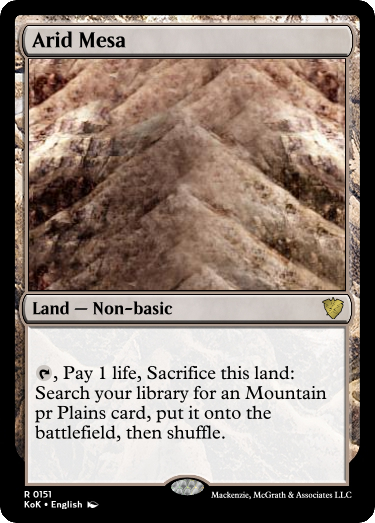 Arid Mesa
Land — Non-basic
, Pay 1 life, Sacrifice this land:
Search your library for an Mountain
pr Plains card, put it onto the
battlefield, then shuffle.
R 0151
KoK • English
Mackenzie, McGrath & Associates LLC